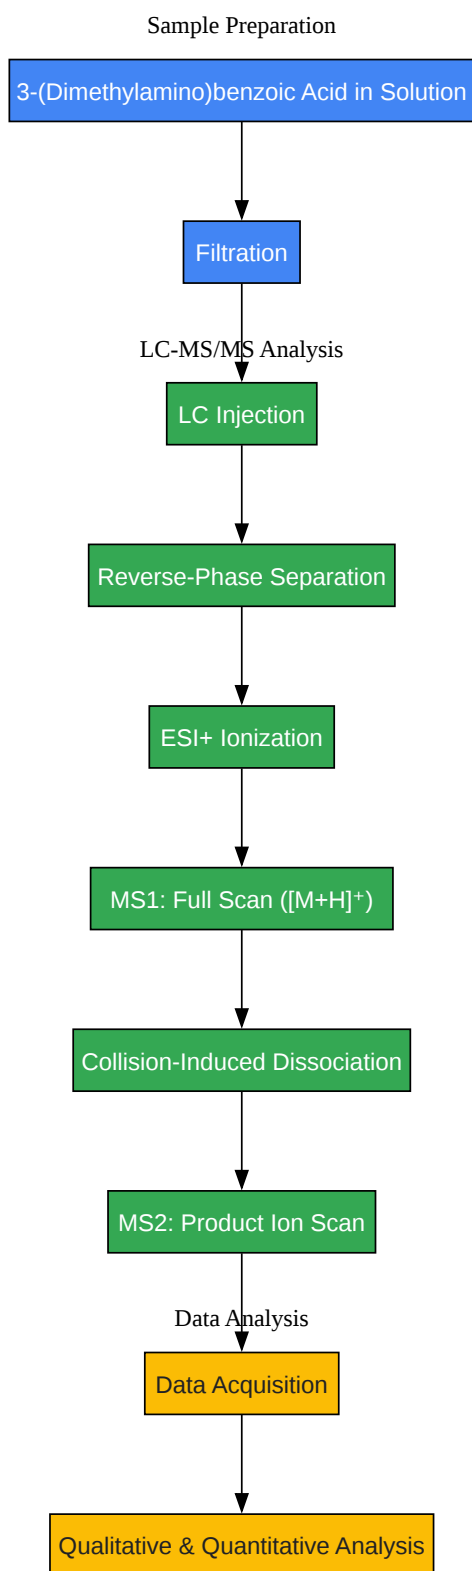 Sample Preparation
3-(Dimethylamino)benzoic Acid in Solution
Filtration
LC-MS/MS Analysis
LC Injection
Reverse-Phase Separation
ESI+ Ionization
MS1: Full Scan ([M+H]⁺)
Collision-Induced Dissociation
MS2: Product Ion Scan
Data Analysis
Data Acquisition
Qualitative & Quantitative Analysis